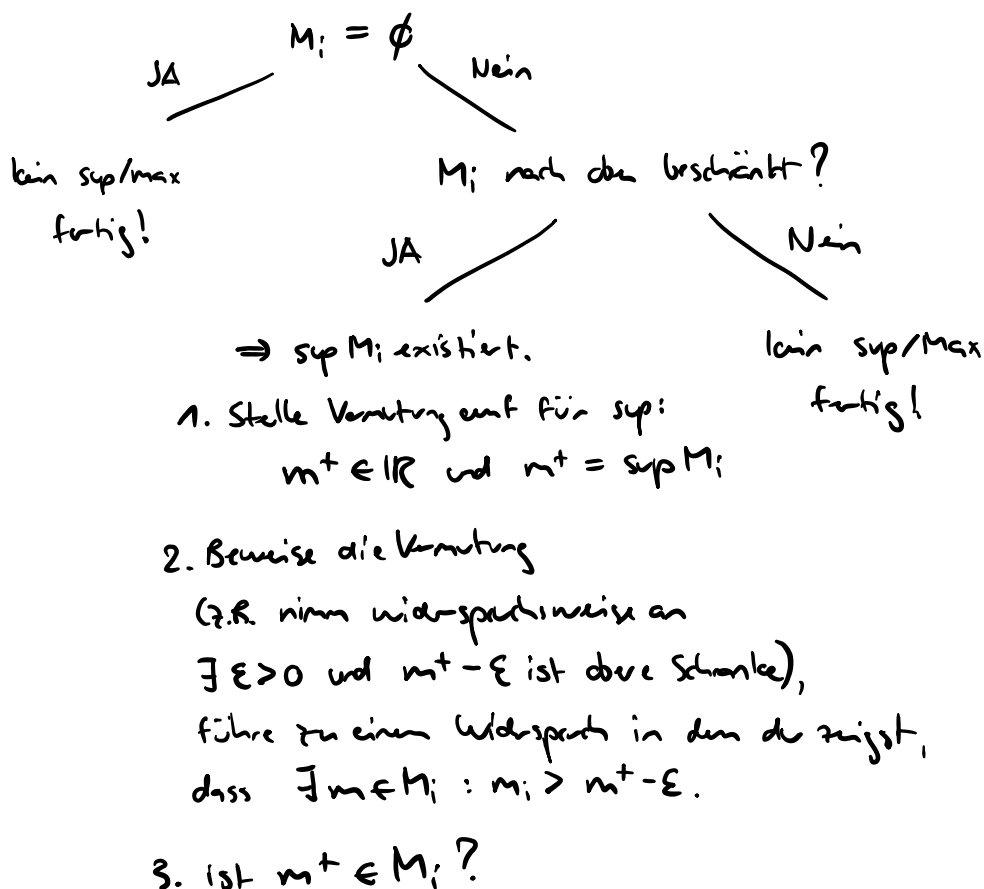 Mᵢ = ∅
JA
Nein
kein sup/max
fertig!
Mᵢ nach oben beschränkt?
JA
Nein
⇒ sup Mᵢ existiert.
kein sup/Max
fertig!
1. Stelle Vermutung auf für sup:
m⁺ ∈ ℝ und m⁺ = sup Mᵢ
2. Beweise die Vermutung
(z.B. nimm widerspruchsweise an
∃ ε>0 und m⁺ - ε ist obere Schranke),
führe zu einem Widerspruch in dem du zeigst,
dass ∃ m ∈ Mᵢ : mᵢ > m⁺ - ε.
3. ist m⁺ ∈ Mᵢ ?